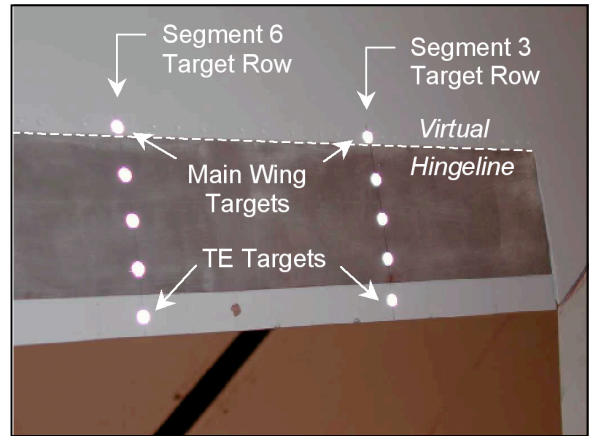 Segment 6
Target Row
Segment 3
Target Row
Virtual
Hingeline
Main Wing
Targets
TE Targets